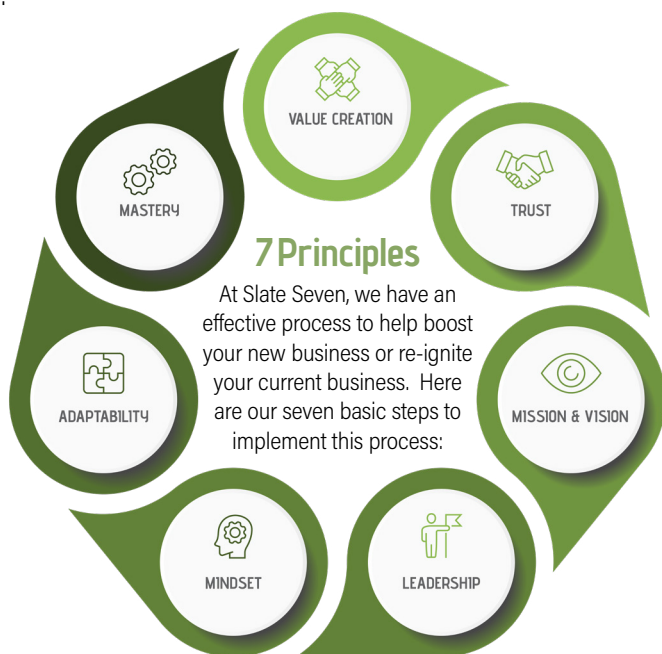 VALUE CREATION
TRUST
MISSION & VISION
LEADERSHIP
MINDSET
ADAPTABILITY
MASTERY
7 Principles
At Slate Seven, we have an
effective process to help boost
your new business or re-ignite
your current business. Here
are our seven basic steps to
implement this process: